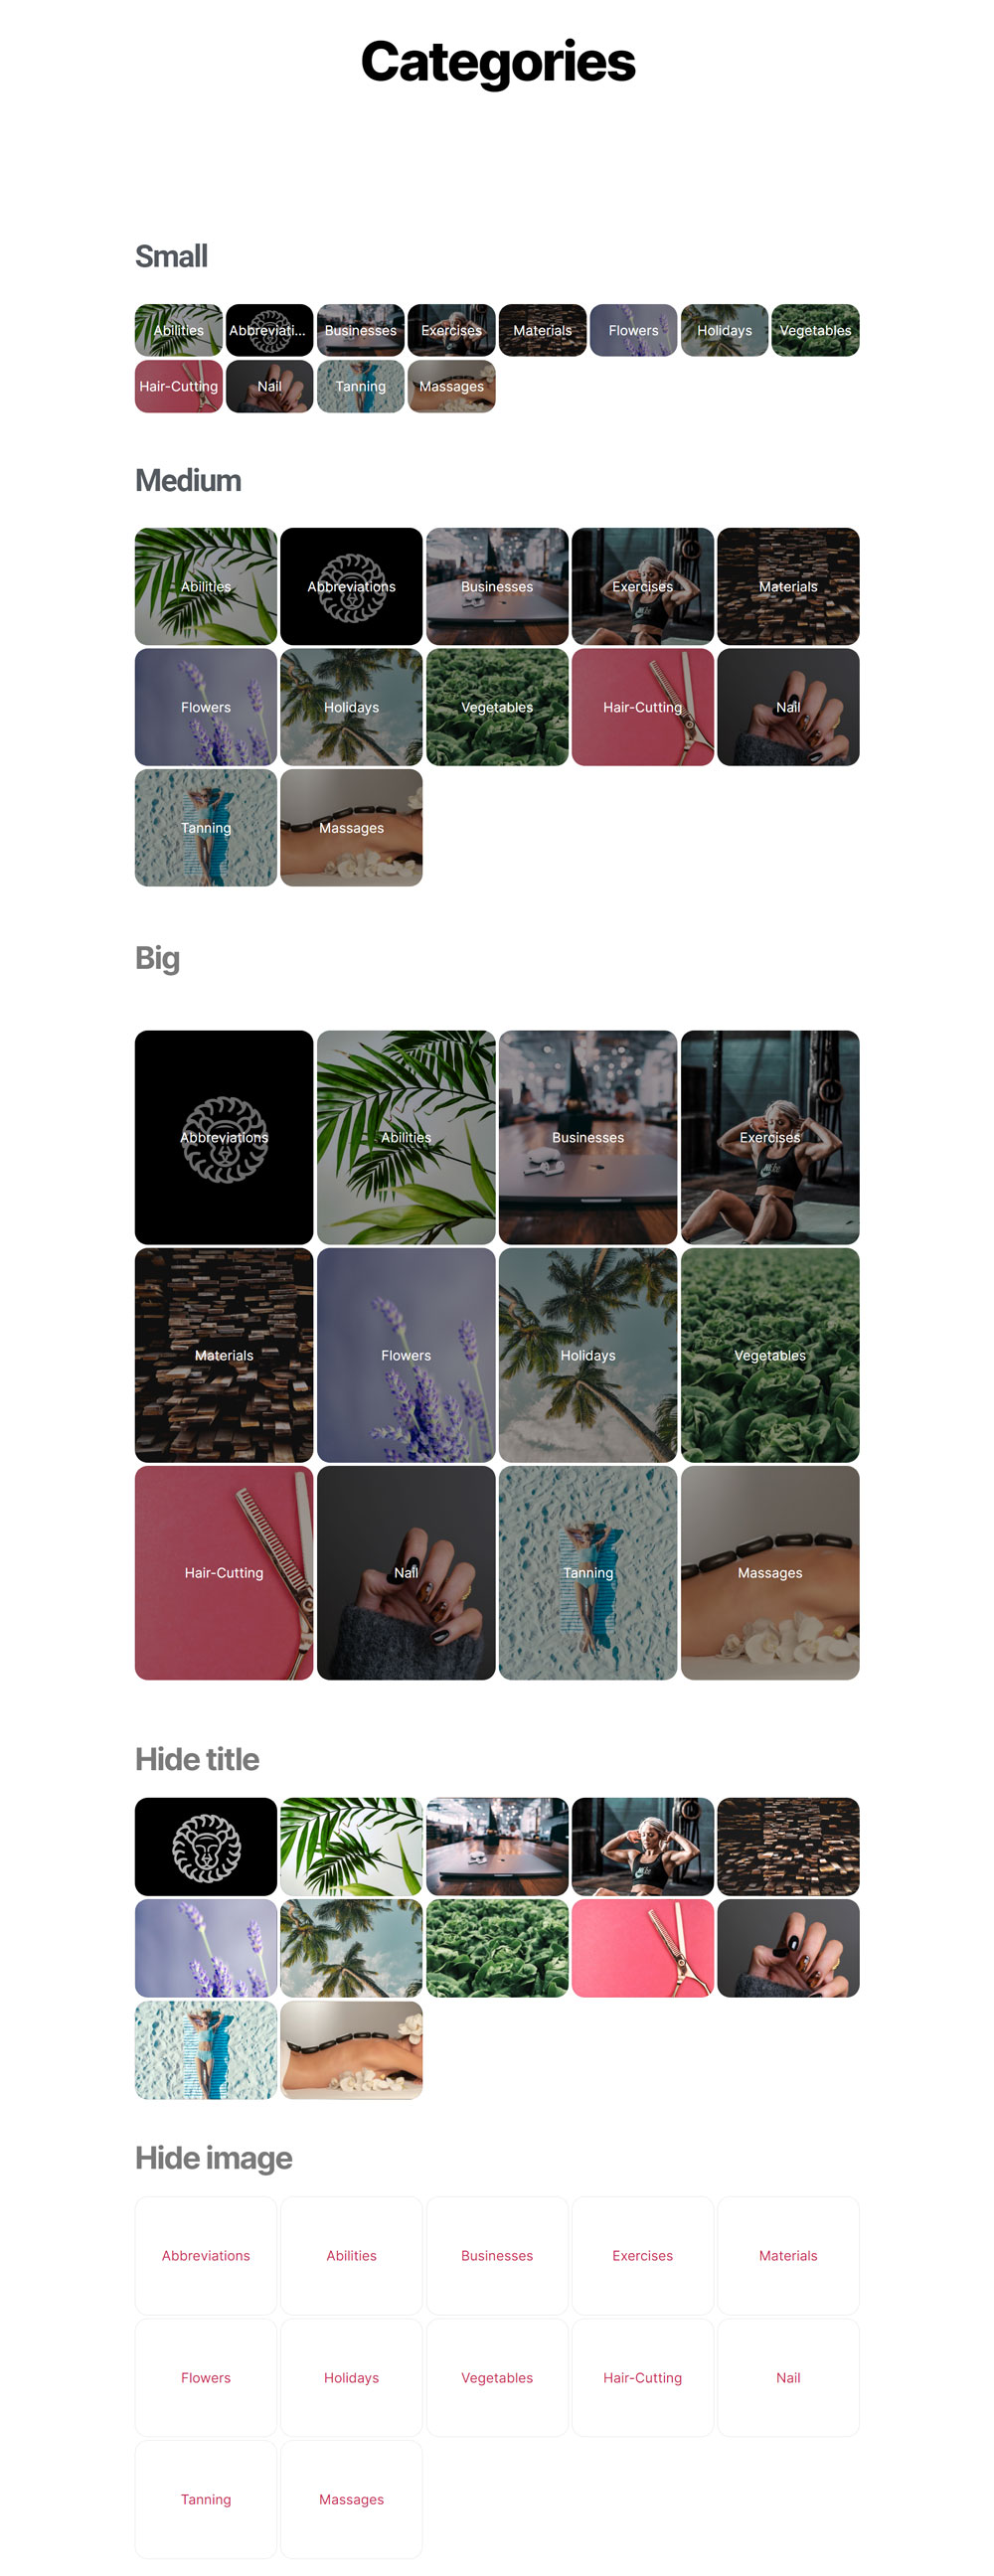 Categories
Small
Abilities Abbreviati... Businesses Exercises Materials Flowers Holidays Vegetables
Hair-Cutting Nail Tanning Massages
Medium
Abilities Abbreviations Businesses Exercises Materials
Flowers Holidays Vegetables Hair-Cutting Nail
Tanning Massages
Big
Abbreviations Abilities Businesses Exercises
Materials Flowers Holidays Vegetables
Hair-Cutting Nail Tanning Massages
Hide title
Hide image
Abbreviations Abilities Businesses Exercises Materials
Flowers Holidays Vegetables Hair-Cutting Nail
Tanning Massages